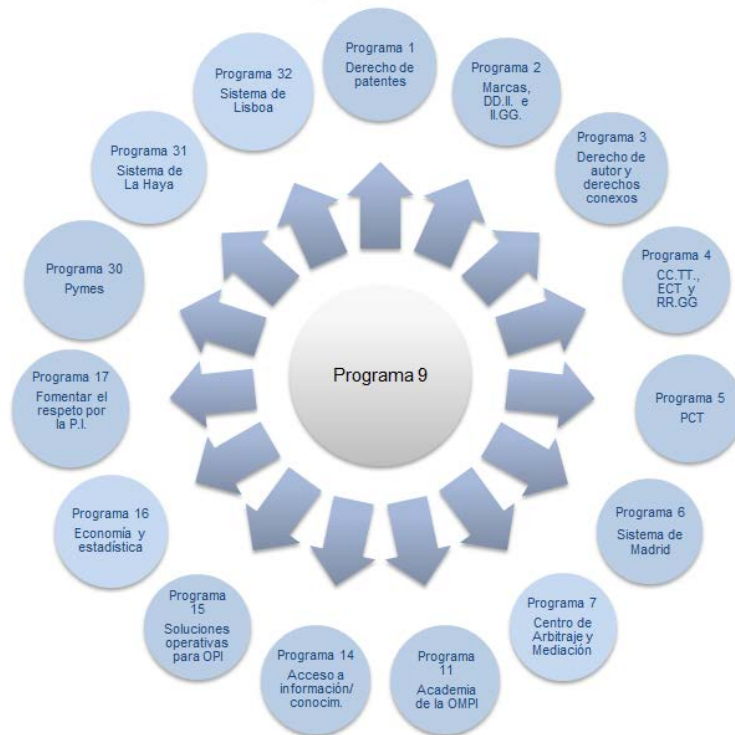 Programa 1
Derecho de
patentes
Programa 2
Marcas,
DD.II. e
II.GG.
Programa 3
Derecho de
autor y
derechos
conexos
Programa 4
CC.TT.,
ECT y
RR.GG
Programa 5
PCT
Programa 6
Sistema de
Madrid
Programa 7
Centro de
Arbitraje y
Mediación
Programa
11
Academia
de la OMPI
Programa 14
Acceso a
información/
conocim.
Programa
15
Soluciones
operativas
para OPI
Programa 16
Economía y
estadística
Programa 17
Fomentar el
respeto por
la P.I.
Programa 30
Pymes
Programa 31
Sistema de
La Haya
Programa 32
Sistema de
Lisboa
Programa 9